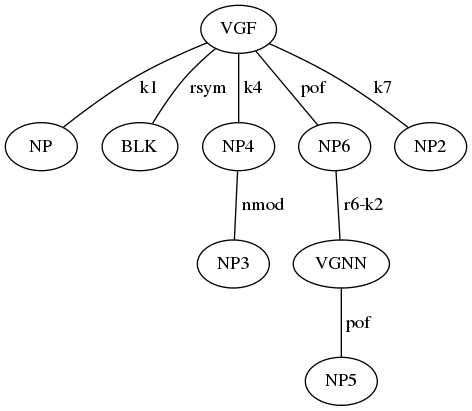 VGF
k1 rsym k4 pof k7
NP BLK NP4 NP6 NP2
nmod r6-k2
NP3 VGNN
pof
NP5